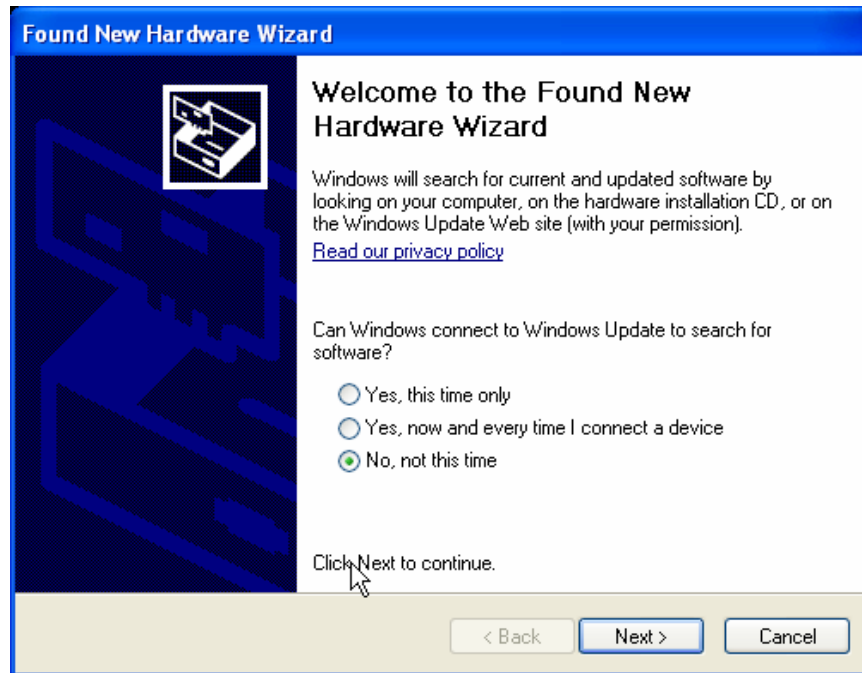 Found New Hardware Wizard
Welcome to the Found New
Hardware Wizard
Windows will search for current and updated software by
looking on your computer, on the hardware installation CD, or on
the Windows Update Web site (with your permission).
Read our privacy policy
Can Windows connect to Windows Update to search for
software?
Yes, this time only
Yes, now and every time I connect a device
No, not this time
Click Next to continue.
< Back Next > Cancel